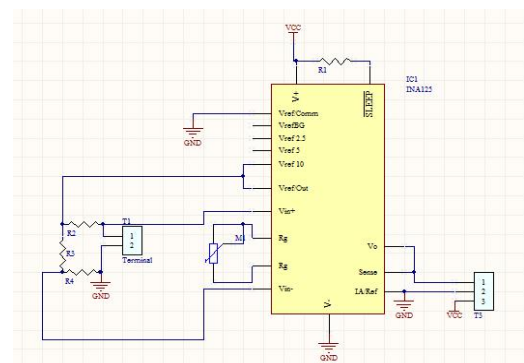 VCC
R1
IC1
INA125
V+
SLEEP
Vref/Comm
VrefBG
GND
Vref 2.5
Vref 5
Vref 10
Vref/Out
T1
Vin+
R2
1
2
M1
Rg
R3
Terminal
Vo
R4
Rg
Sense
1
GND
Vin-
IA/Ref
2
3
V-
GND
VCC
T3
GND